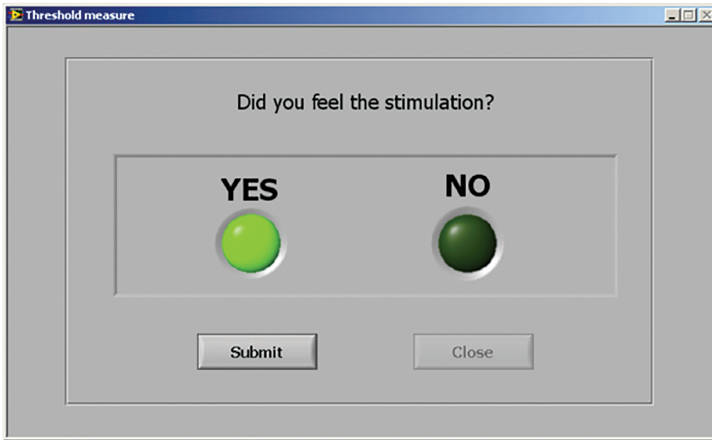 Threshold measure
Did you feel the stimulation?
YES NO
Submit Close